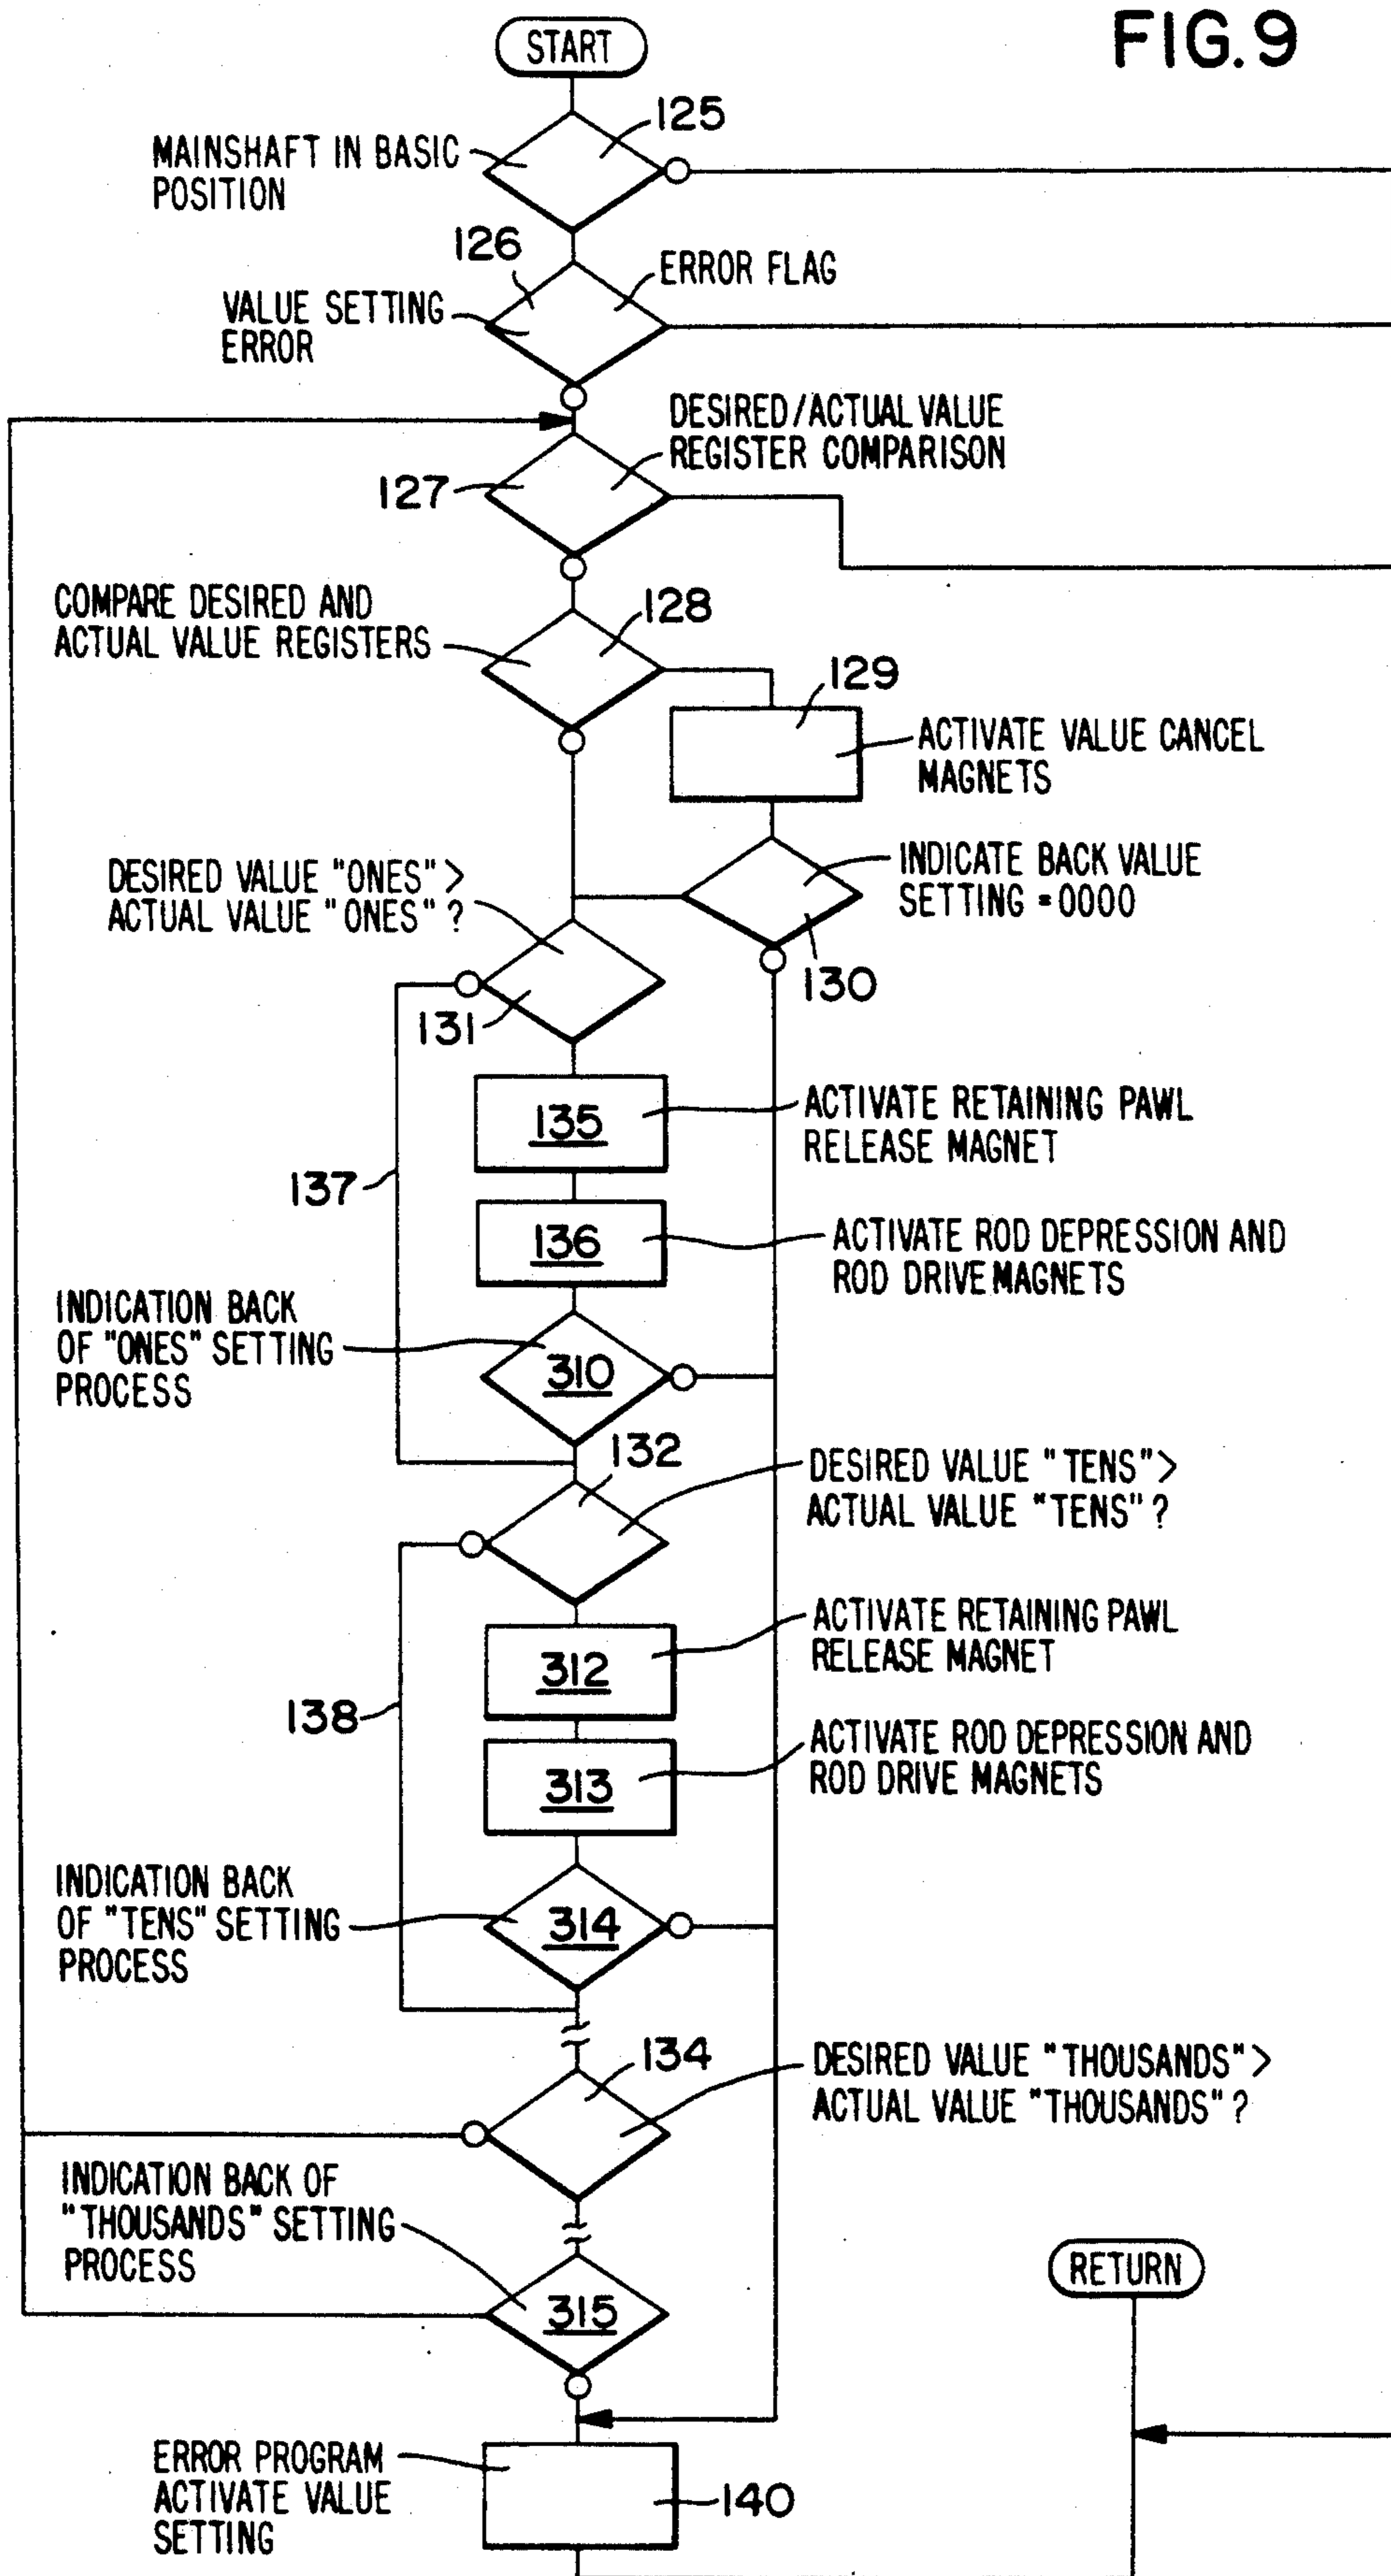 FIG. 9
START
125
MAINSHAFT IN BASIC
POSITION
126
ERROR FLAG
VALUE SETTING
ERROR
DESIRED/ACTUAL VALUE
REGISTER COMPARISON
127
COMPARE DESIRED AND
ACTUAL VALUE REGISTERS
128
129
ACTIVATE VALUE CANCEL
MAGNETS
DESIRED VALUE "ONES" >
ACTUAL VALUE "ONES" ?
INDICATE BACK VALUE
SETTING = 0000
130
131
135
ACTIVATE RETAINING PAWL
RELEASE MAGNET
137
136
ACTIVATE ROD DEPRESSION AND
ROD DRIVE MAGNETS
INDICATION BACK
OF "ONES" SETTING
PROCESS
310
132
DESIRED VALUE "TENS" >
ACTUAL VALUE "TENS" ?
312
ACTIVATE RETAINING PAWL
RELEASE MAGNET
138
313
ACTIVATE ROD DEPRESSION AND
ROD DRIVE MAGNETS
INDICATION BACK
OF "TENS" SETTING
PROCESS
314
134
DESIRED VALUE "THOUSANDS" >
ACTUAL VALUE "THOUSANDS" ?
INDICATION BACK OF
"THOUSANDS" SETTING
PROCESS
315
RETURN
ERROR PROGRAM
ACTIVATE VALUE
SETTING
140